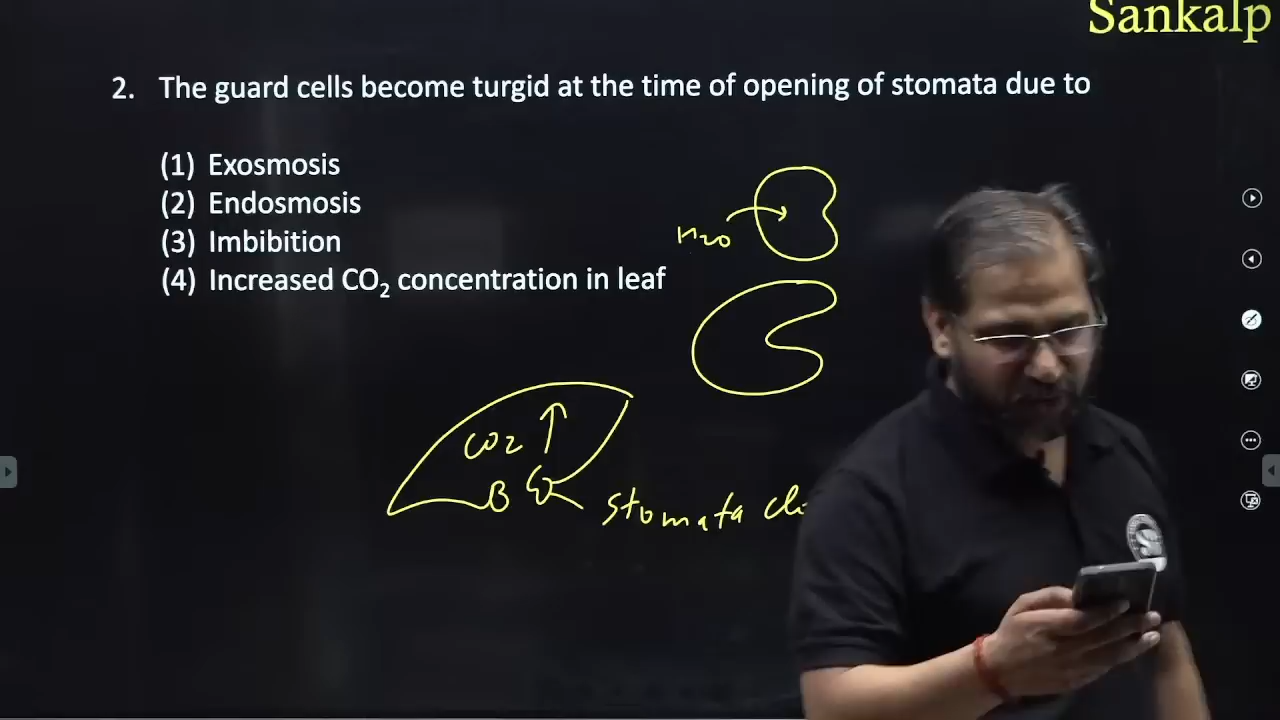 Sankalp
2. The guard cells become turgid at the time of opening of stomata due to
(1) Exosmosis
(2) Endosmosis
(3) Imbibition
(4) Increased CO₂ concentration in leaf
H2O
CO2 ↑
stomata